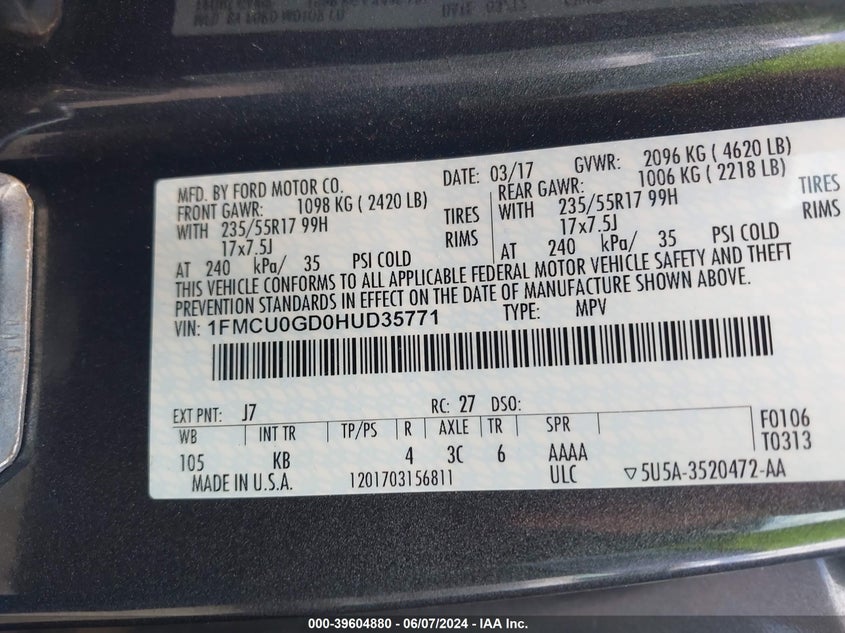 MFD. BY FORD MOTOR CO.
DATE: 03/17 GVWR: 2096 KG ( 4620 LB)
FRONT GAWR: 1098 KG ( 2420 LB)
REAR GAWR: 1006 KG ( 2218 LB)
WITH 235/55R17 99H TIRES
WITH 235/55R17 99H TIRES
17x7.5J RIMS
17x7.5J RIMS
AT 240 kPa/ 35 PSI COLD
AT 240 kPa/ 35 PSI COLD
THIS VEHICLE CONFORMS TO ALL APPLICABLE FEDERAL MOTOR VEHICLE SAFETY AND THEFT
PREVENTION STANDARDS IN EFFECT ON THE DATE OF MANUFACTURE SHOWN ABOVE.
VIN: 1FMCU0GD0HUD35771 TYPE: MPV
EXT PNT: J7 RC: 27 DSO:
WB INT TR TP/PS R AXLE TR SPR
F0106
105 KB 4 3C 6 AAAA
T0313
MADE IN U.S.A. 1201703156811 ULC ▽5U5A-3520472-AA
000-39604880 - 06/07/2024 - IAA Inc.